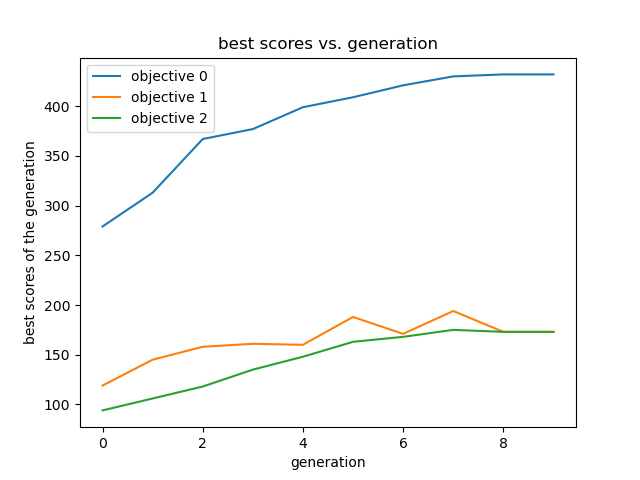 best scores vs. generation
objective 0
objective 1
objective 2
best scores of the generation
400
350
300
250
200
150
100
0
2
4
6
8
generation